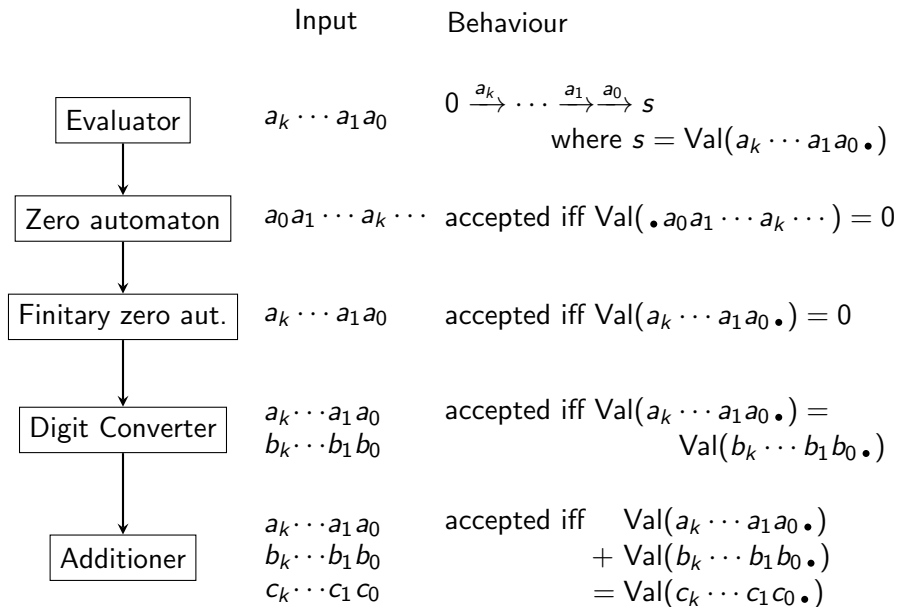 Input Behaviour
Evaluator a_k ⋯ a_1 a_0 0 →^{a_k} ⋯ →^{a_1} →^{a_0} s
where s = Val(a_k ⋯ a_1 a_0 •)
Zero automaton a_0 a_1 ⋯ a_k ⋯ accepted iff Val(• a_0 a_1 ⋯ a_k ⋯ ) = 0
Finitary zero aut. a_k ⋯ a_1 a_0 accepted iff Val(a_k ⋯ a_1 a_0 •) = 0
Digit Converter a_k ⋯ a_1 a_0 accepted iff Val(a_k ⋯ a_1 a_0 •) =
b_k ⋯ b_1 b_0 Val(b_k ⋯ b_1 b_0 •)
Additioner a_k ⋯ a_1 a_0 accepted iff Val(a_k ⋯ a_1 a_0 •)
b_k ⋯ b_1 b_0 + Val(b_k ⋯ b_1 b_0 •)
c_k ⋯ c_1 c_0 = Val(c_k ⋯ c_1 c_0 •)